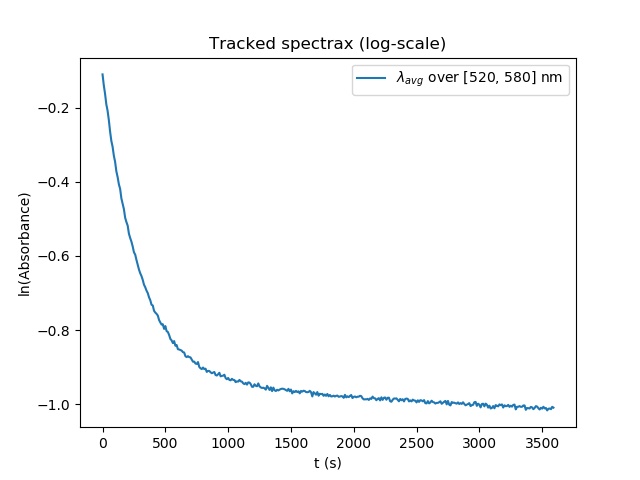 Tracked spectrax (log-scale)
λavg over [520, 580] nm
ln(Absorbance)
−0.2
−0.4
−0.6
−0.8
−1.0
0 500 1000 1500 2000 2500 3000 3500
t (s)